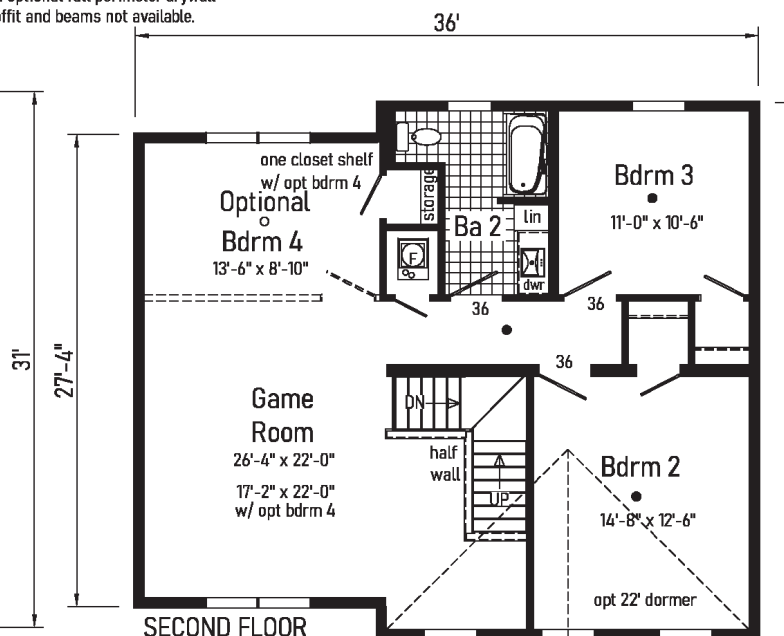 optional full perimeter drywall
offit and beams not available.
36'
31'
27'-4"
one closet shelf
w/ opt bdrm 4
Optional
Bdrm 4
13'-6" x 8'-10"
storage
F
Ba 2
lin
dwr
Bdrm 3
11'-0" x 10'-6"
36
36
36
Game
Room
26'-4" x 22'-0"
17'-2" x 22'-0"
w/ opt bdrm 4
DN
half
wall
UP
Bdrm 2
14'-8" x 12'-6"
opt 22' dormer
SECOND FLOOR